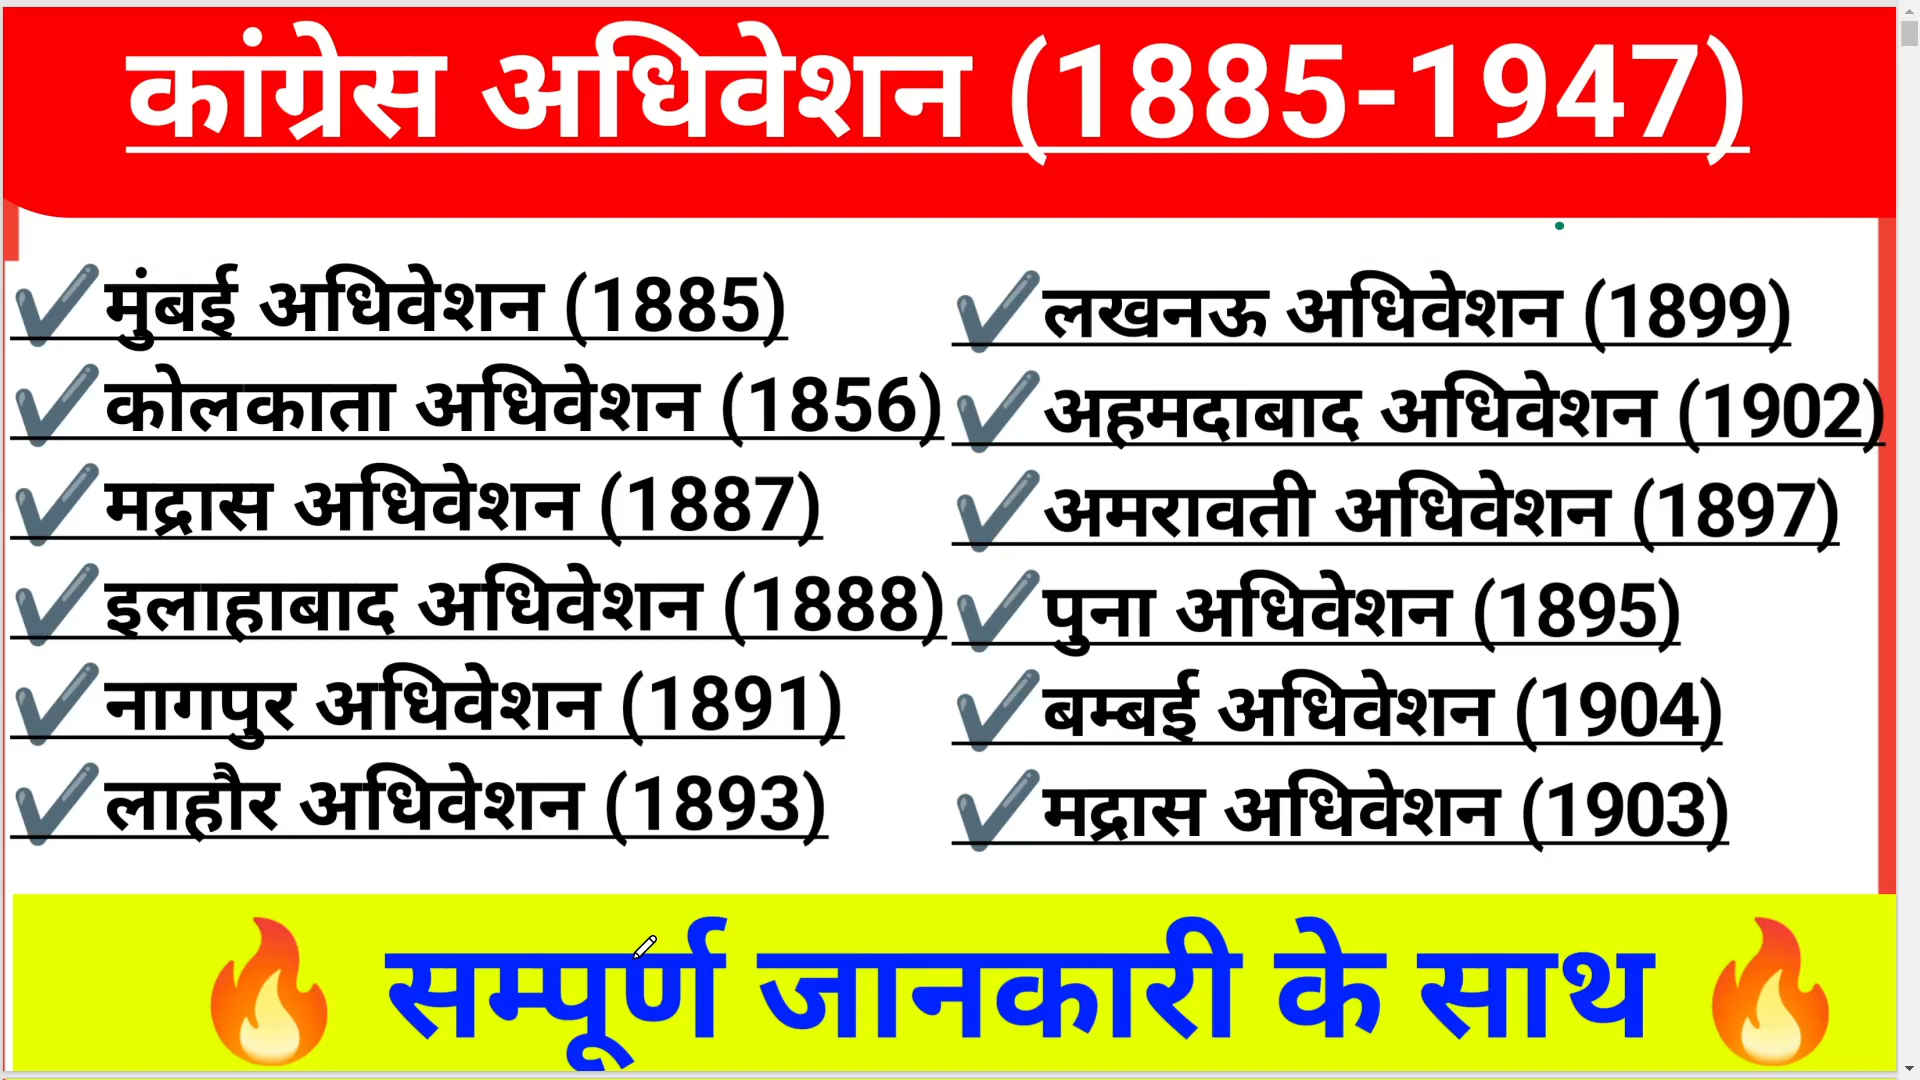 कांग्रेस अधिवेशन (1885-1947)
✔मुंबई अधिवेशन (1885)
✔कोलकाता अधिवेशन (1856)
✔मद्रास अधिवेशन (1887)
✔इलाहाबाद अधिवेशन (1888)
✔नागपुर अधिवेशन (1891)
✔लाहौर अधिवेशन (1893)
✔लखनऊ अधिवेशन (1899)
✔अहमदाबाद अधिवेशन (1902)
✔अमरावती अधिवेशन (1897)
✔पुना अधिवेशन (1895)
✔बम्बई अधिवेशन (1904)
✔मद्रास अधिवेशन (1903)
🔥 सम्पूर्ण जानकारी के साथ 🔥